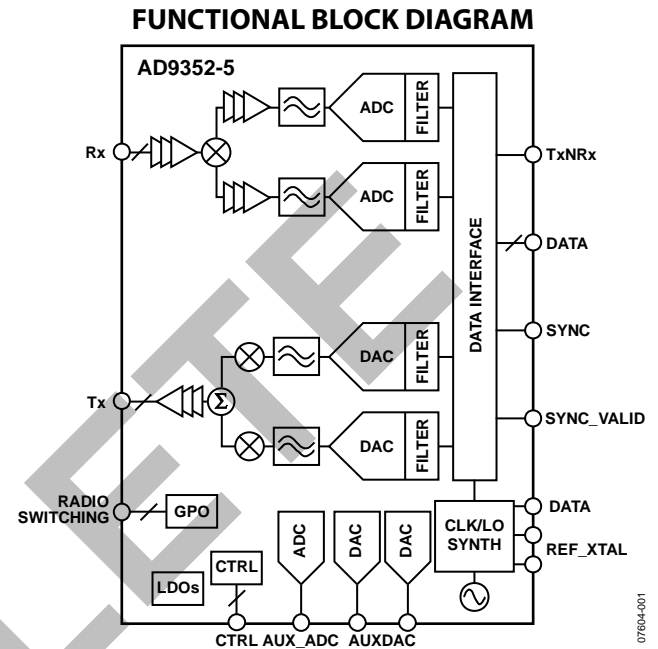 FUNCTIONAL BLOCK DIAGRAM
AD9352-5
ADC
FILTER
Rx
TxNRx
ADC
FILTER
DATA
DATA INTERFACE
SYNC
DAC
FILTER
Tx
Σ
SYNC_VALID
DAC
FILTER
RADIO
SWITCHING
GPO
DATA
CLK/LO
SYNTH
REF_XTAL
ADC
DAC
DAC
CTRL
LDOs
CTRL AUX_ADC AUXDAC
07604-001
LETE